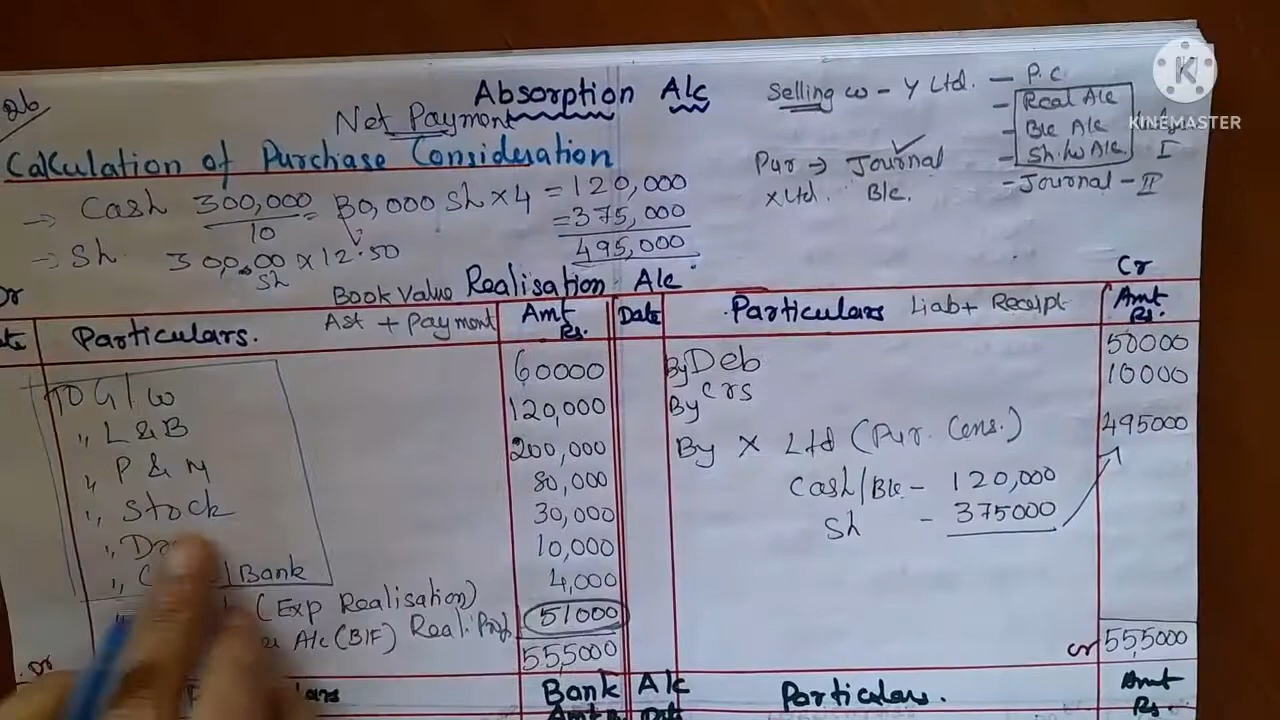 Q6
Absorption A/c
Selling co - Y Ltd. - P.C
Net Payment
- Real A/c
- B/c A/c
KINEMASTER
Calculation of Purchase Consideration
- Sh. W A/c I
Pur → Journal
- Journal - II
X Ltd. B/c.
→ Cash 300,000 = 30,000 sh x 4 = 120,000
10
= 375,000
→ Sh. 300,00 x 12.50
sh
495,000
Dr Book Value Realisation A/c Cr
Particulars. Ast + Payment Amt Rs. Date Particulars Liab + Receipt Amt Rs.
To G/W 60000 By Deb 50000
" L & B 120,000 By Crs 10000
" P & M 200,000 By X Ltd (Pur. Cons.) 495000
" Stock 80,000 Cash/B/c - 120,000
30,000 Sh - 375000
/Bank 10,000
(Exp Realisation) 4,000
A/c (B/F) Real. Prof 51000
555000 cr 555000
Dr
Bank A/c
Particulars. Amt Rs.